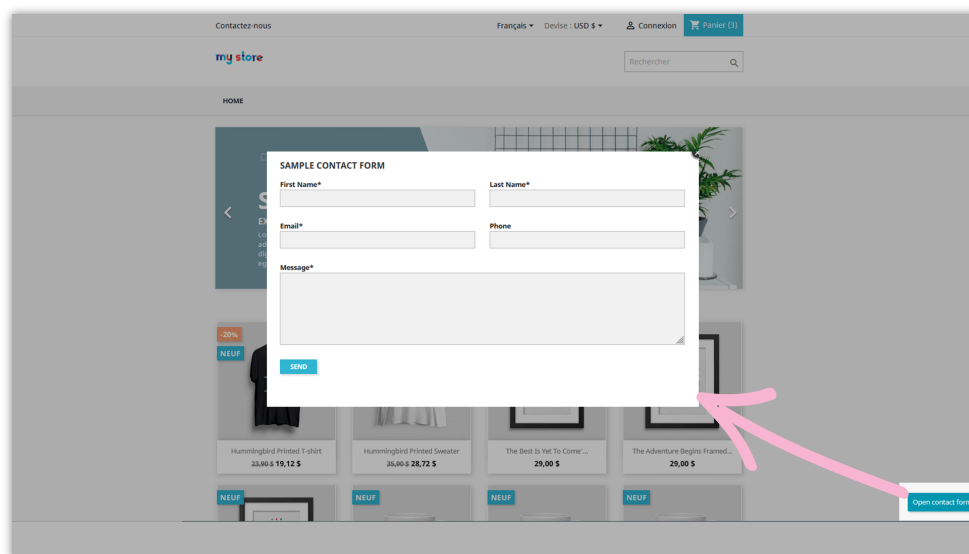 Contactez-nous
Français Devise : USD $ Connexion Panier (3)
my store
Rechercher
HOME
SAMPLE CONTACT FORM
First Name* Last Name*
Email* Phone
Message*
SEND
-20%
NEUF
Hummingbird Printed T-shirt
23,90 $ 19,12 $
Hummingbird Printed Sweater
35,90 $ 28,72 $
The Best Is Yet To Come'...
29,00 $
The Adventure Begins Framed...
29,00 $
NEUF NEUF NEUF NEUF
Open contact form